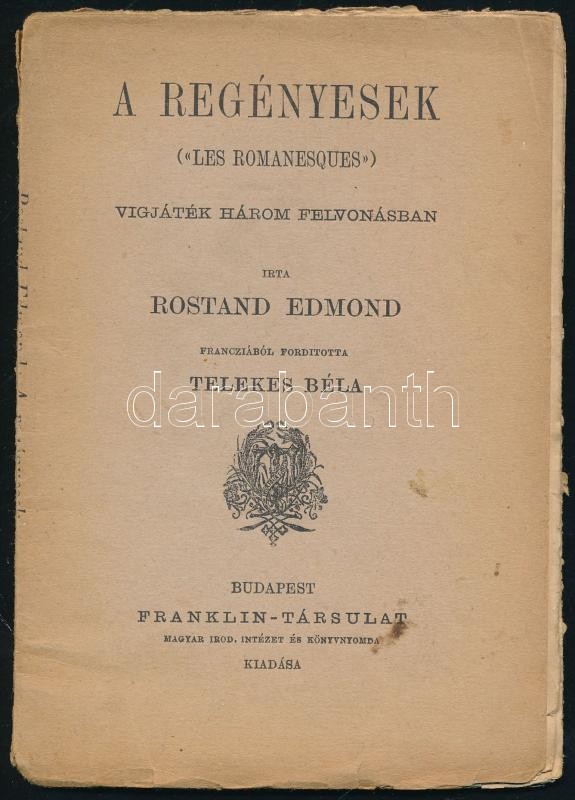 A REGÉNYESEK
(«LES ROMANESQUES»)
VIGJÁTÉK HÁROM FELVONÁSBAN
IRTA
ROSTAND EDMOND
FRANCZIÁBÓL FORDITOTTA
TELEKES BÉLA
darabanth
BUDAPEST
FRANKLIN-TÁRSULAT
MAGYAR IROD. INTÉZET ÉS KÖNYVNYOMDA
KIADÁSA